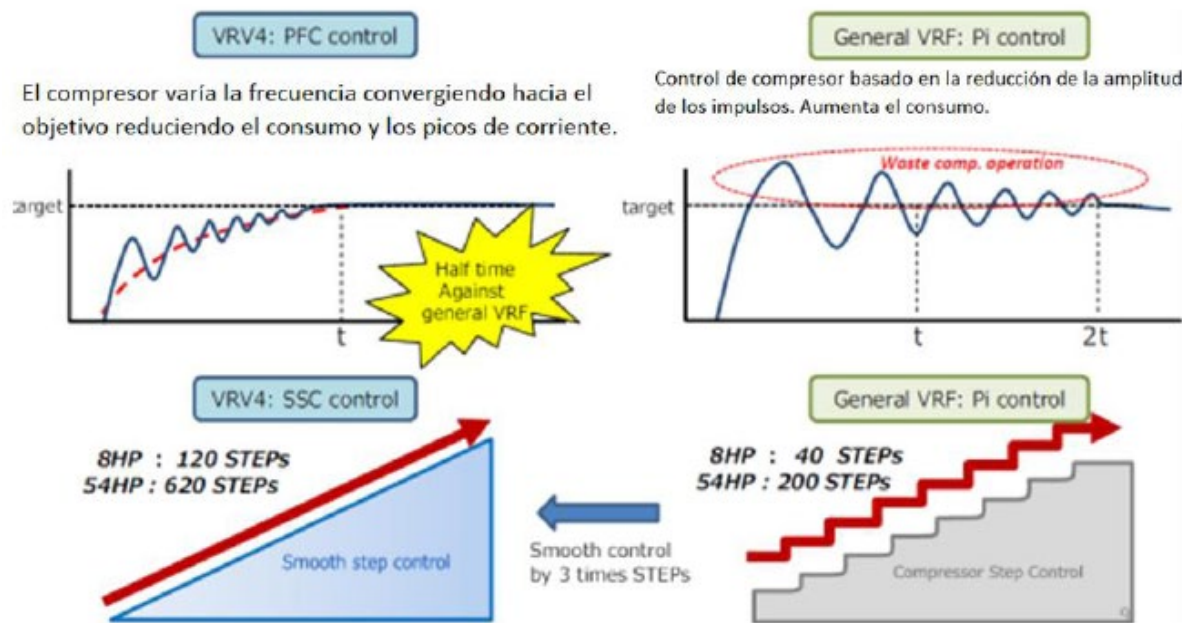 VRV4: PFC control
General VRF: Pi control
El compresor varía la frecuencia convergiendo hacia el
objetivo reduciendo el consumo y los picos de corriente.
Control de compresor basado en la reducción de la amplitud
de los impulsos. Aumenta el consumo.
arget
Half time
Against
general VRF
t
Waste comp. operation
target
t
2t
VRV4: SSC control
General VRF: Pi control
8HP : 120 STEPs
54HP : 620 STEPs
Smooth step control
Smooth control
by 3 times STEPs
8HP : 40 STEPs
54HP : 200 STEPs
Compressor Step Control